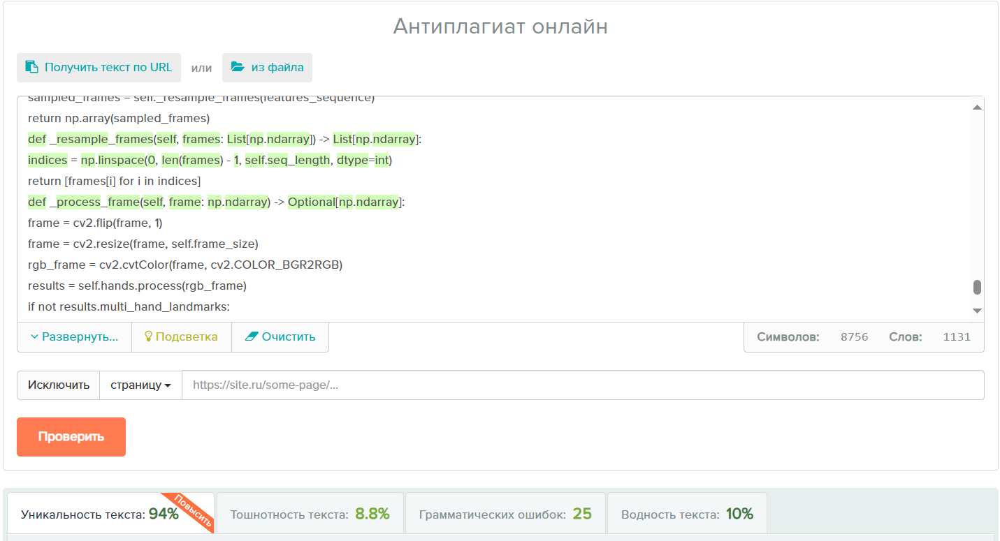 Антиплагиат онлайн
Получить текст по URL или из файла
sampled_frames = self._resample_frames(features_sequence)
return np.array(sampled_frames)
def _resample_frames(self, frames: List[np.ndarray]) -> List[np.ndarray]:
indices = np.linspace(0, len(frames) - 1, self.seq_length, dtype=int)
return [frames[i] for i in indices]
def _process_frame(self, frame: np.ndarray) -> Optional[np.ndarray]:
frame = cv2.flip(frame, 1)
frame = cv2.resize(frame, self.frame_size)
rgb_frame = cv2.cvtColor(frame, cv2.COLOR_BGR2RGB)
results = self.hands.process(rgb_frame)
if not results.multi_hand_landmarks:
Развернуть... Подсветка Очистить Символов: 8756 Слов: 1131
Исключить страницу https://site.ru/some-page/...
Проверить
Уникальность текста: 94% Повысить Тошнотность текста: 8.8% Грамматических ошибок: 25 Водность текста: 10%